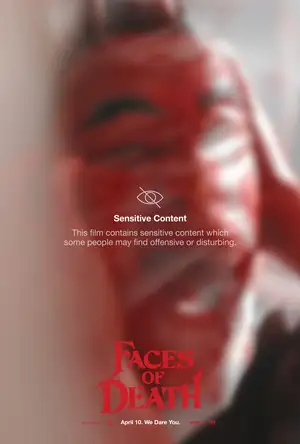 Sensitive Content
This film contains sensitive content which
some people may find offensive or disturbing.
FACES
OF
DEATH
April 10. We Dare You.